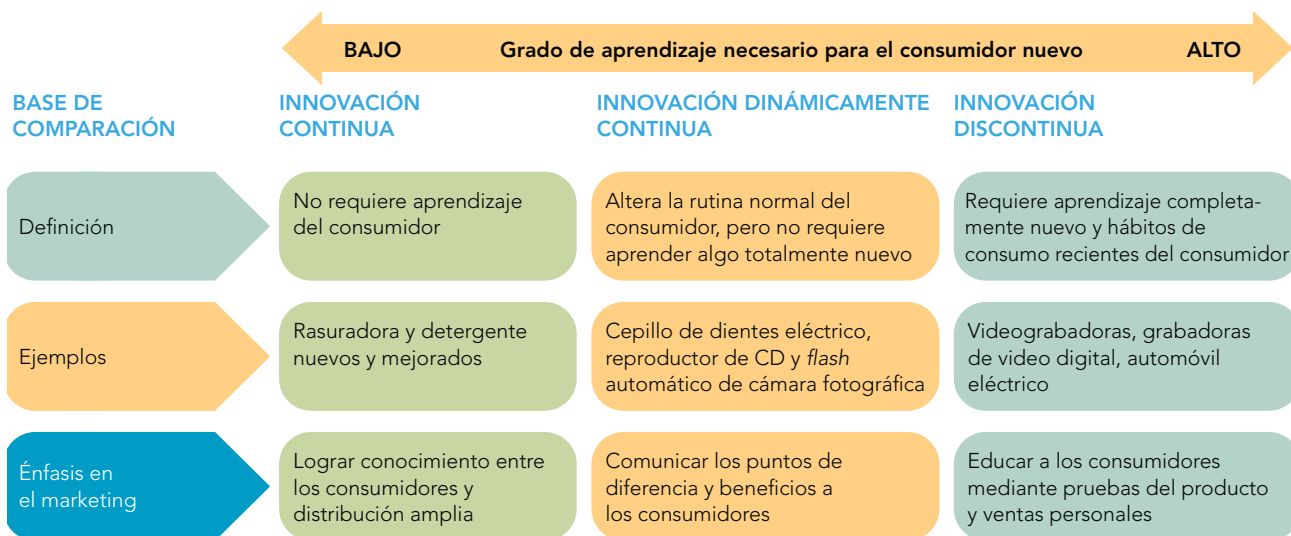 BAJO Grado de aprendizaje necesario para el consumidor nuevo ALTO
BASE DE
COMPARACIÓN
INNOVACIÓN
CONTINUA
INNOVACIÓN DINÁMICAMENTE
CONTINUA
INNOVACIÓN
DISCONTINUA
Definición
No requiere aprendizaje
del consumidor
Altera la rutina normal del
consumidor, pero no requiere
aprender algo totalmente nuevo
Requiere aprendizaje completa-
mente nuevo y hábitos de
consumo recientes del consumidor
Ejemplos
Rasuradora y detergente
nuevos y mejorados
Cepillo de dientes eléctrico,
reproductor de CD y flash
automático de cámara fotográfica
Videograbadoras, grabadoras
de video digital, automóvil
eléctrico
Énfasis en
el marketing
Lograr conocimiento entre
los consumidores y
distribución amplia
Comunicar los puntos de
diferencia y beneficios a
los consumidores
Educar a los consumidores
mediante pruebas del producto
y ventas personales